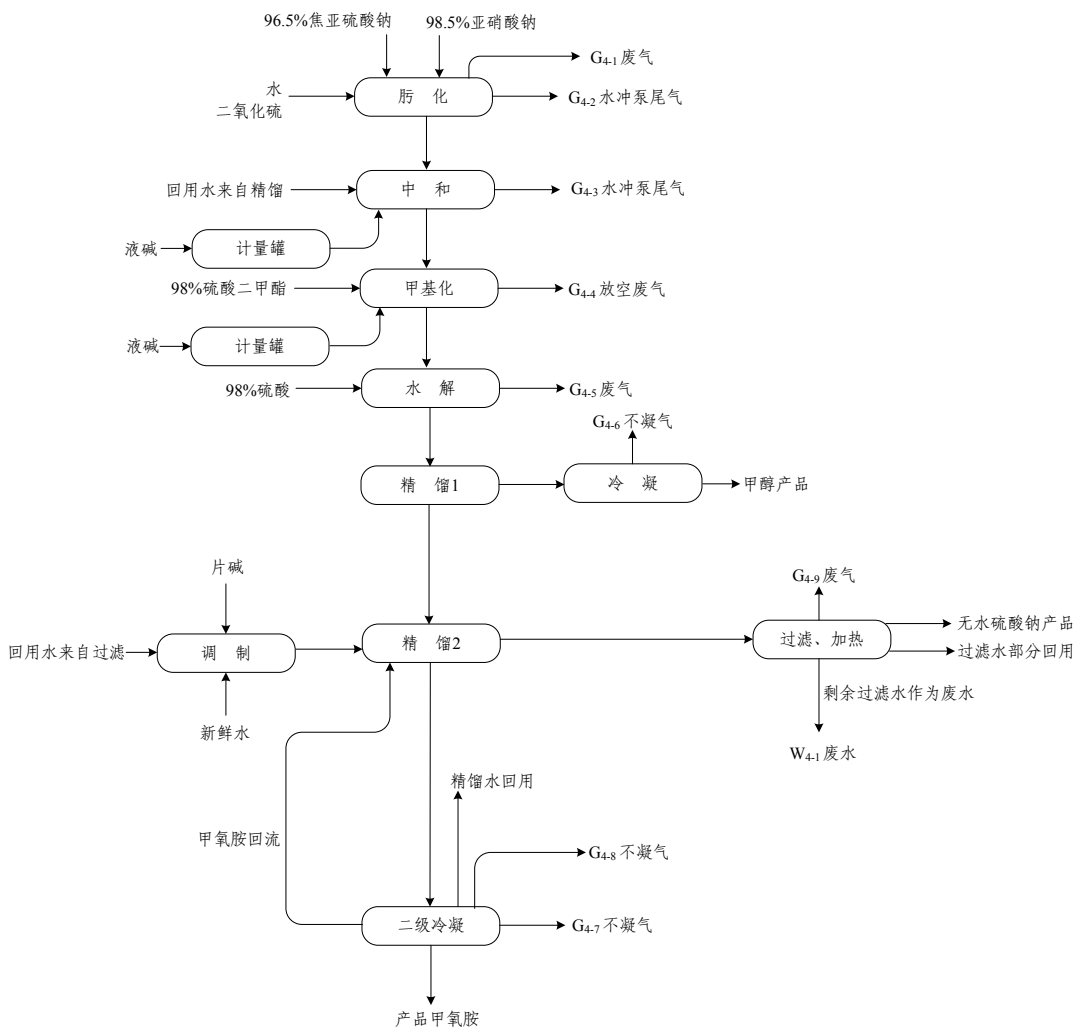 96.5%焦亚硫酸钠
98.5%亚硝酸钠
G4-1废气
水
二氧化硫
肟 化
G4-2水冲泵尾气
回用水来自精馏
中 和
G4-3水冲泵尾气
液碱
计量罐
98%硫酸二甲酯
甲基化
G4-4放空废气
液碱
计量罐
98%硫酸
水 解
G4-5废气
G4-6不凝气
精 馏1
冷 凝
甲醇产品
片碱
G4-9废气
回用水来自过滤
调 制
精 馏2
过滤、加热
无水硫酸钠产品
过滤水部分回用
剩余过滤水作为废水
新鲜水
W4-1废水
精馏水回用
甲氧胺回流
G4-8不凝气
二级冷凝
G4-7不凝气
产品甲氧胺